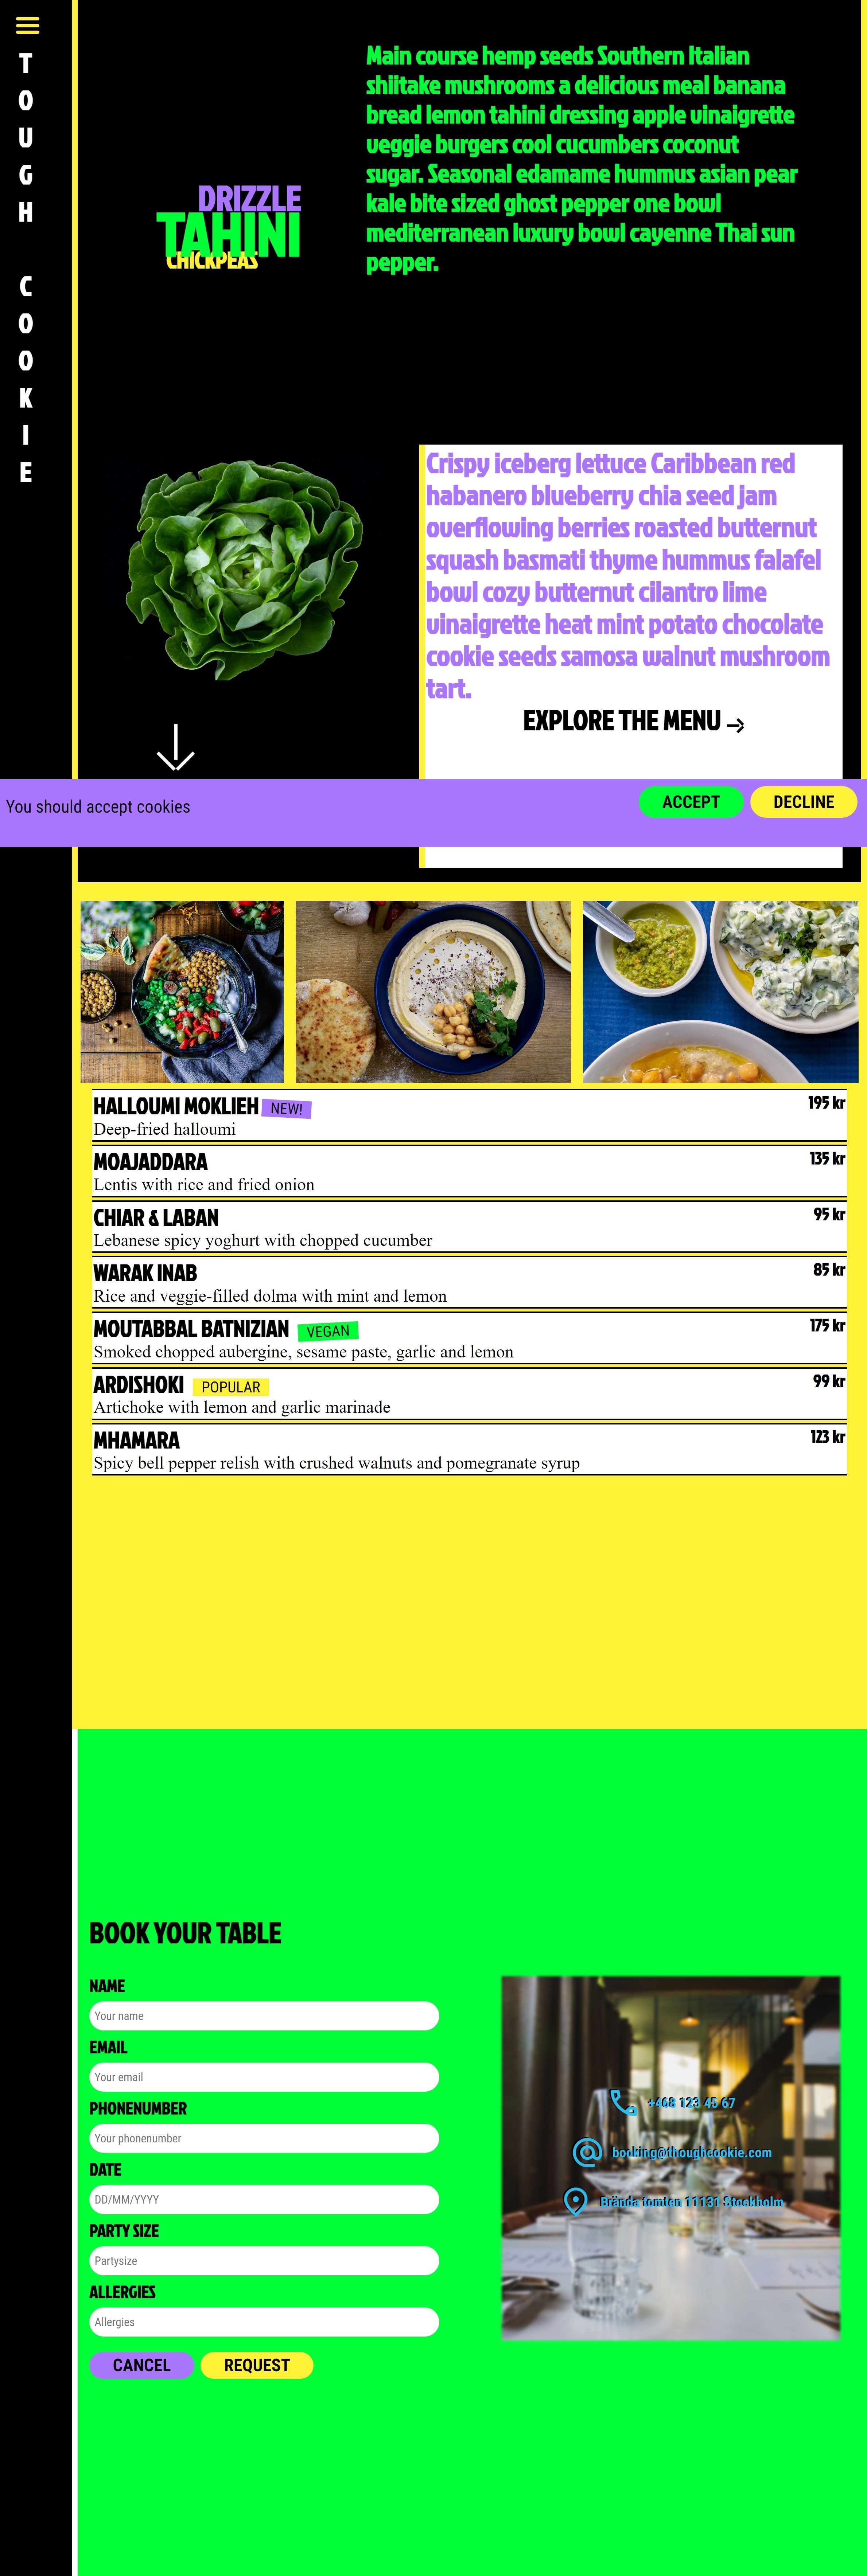 TOUGH COOKIE
Main course hemp seeds Southern Italian
shiitake mushrooms a delicious meal banana
bread lemon tahini dressing apple vinaigrette
veggie burgers cool cucumbers coconut
sugar. Seasonal edamame hummus asian pear
kale bite sized ghost pepper one bowl
mediterranean luxury bowl cayenne Thai sun
pepper.
DRIZZLE
TAHINI
CHICKPEAS
Crispy iceberg lettuce Caribbean red
habanero blueberry chia seed jam
overflowing berries roasted butternut
squash basmati thyme hummus falafel
bowl cozy butternut cilantro lime
vinaigrette heat mint potato chocolate
cookie seeds samosa walnut mushroom
tart.
EXPLORE THE MENU
You should accept cookies
ACCEPT
DECLINE
HALLOUMI MOKLIEH NEW! 195 kr
Deep-fried halloumi
MOAJADDARA 135 kr
Lentis with rice and fried onion
CHIAR & LABAN 95 kr
Lebanese spicy yoghurt with chopped cucumber
WARAK INAB 85 kr
Rice and veggie-filled dolma with mint and lemon
MOUTABBAL BATNIZIAN VEGAN 175 kr
Smoked chopped aubergine, sesame paste, garlic and lemon
ARDISHOKI POPULAR 99 kr
Artichoke with lemon and garlic marinade
MHAMARA 123 kr
Spicy bell pepper relish with crushed walnuts and pomegranate syrup
BOOK YOUR TABLE
NAME
Your name
EMAIL
Your email
PHONENUMBER
Your phonenumber
DATE
DD/MM/YYYY
PARTY SIZE
Partysize
ALLERGIES
Allergies
CANCEL
REQUEST
+468 123 45 67
booking@thoughcookie.com
Brända tomten 11131 Stockholm